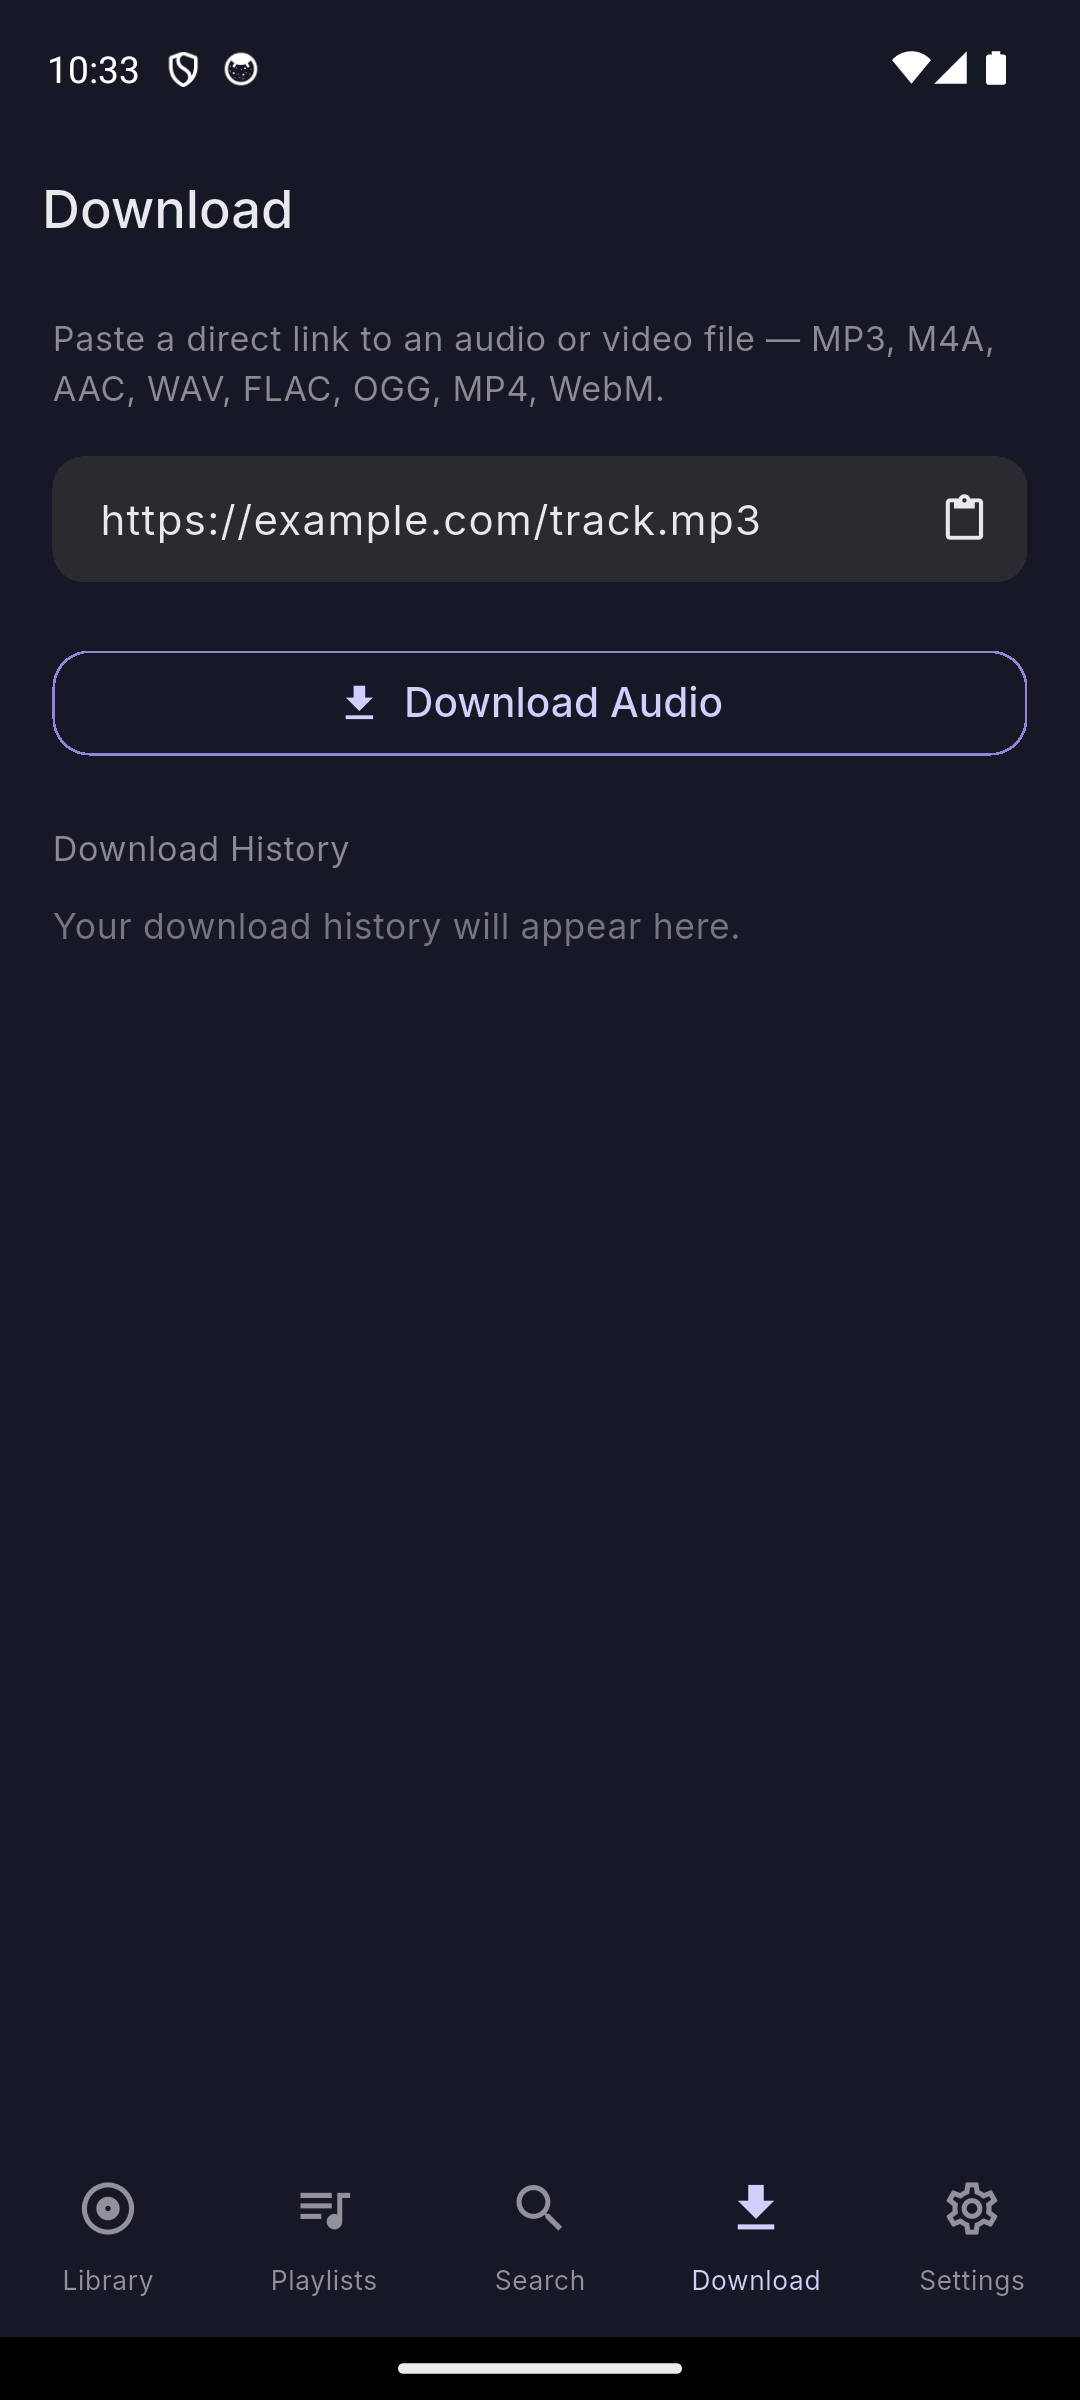 10:33
Download
Paste a direct link to an audio or video file — MP3, M4A,
AAC, WAV, FLAC, OGG, MP4, WebM.
https://example.com/track.mp3
Download Audio
Download History
Your download history will appear here.
Library
Playlists
Search
Download
Settings